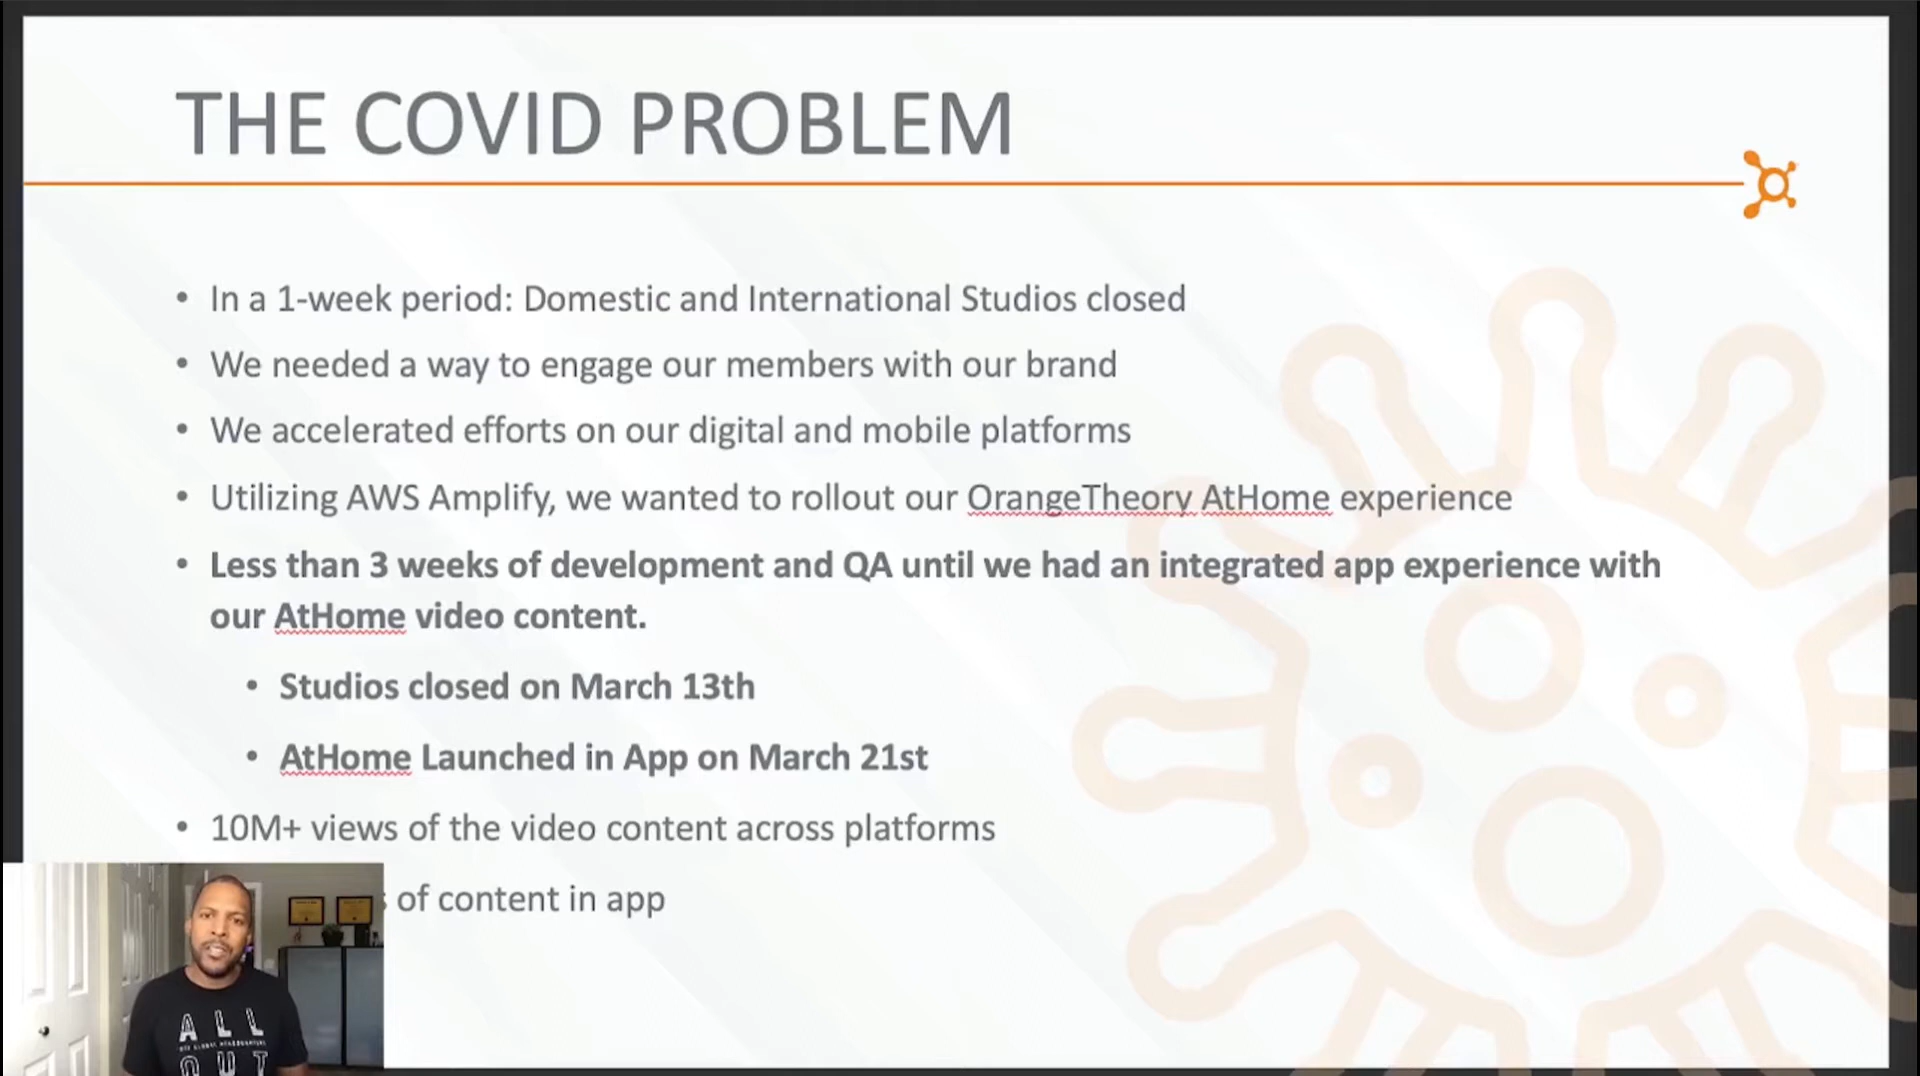 THE COVID PROBLEM
• In a 1-week period: Domestic and International Studios closed
• We needed a way to engage our members with our brand
• We accelerated efforts on our digital and mobile platforms
• Utilizing AWS Amplify, we wanted to rollout our OrangeTheory AtHome experience
• Less than 3 weeks of development and QA until we had an integrated app experience with
our AtHome video content.
• Studios closed on March 13th
• AtHome Launched in App on March 21st
• 10M+ views of the video content across platforms
of content in app
ALL
OUT